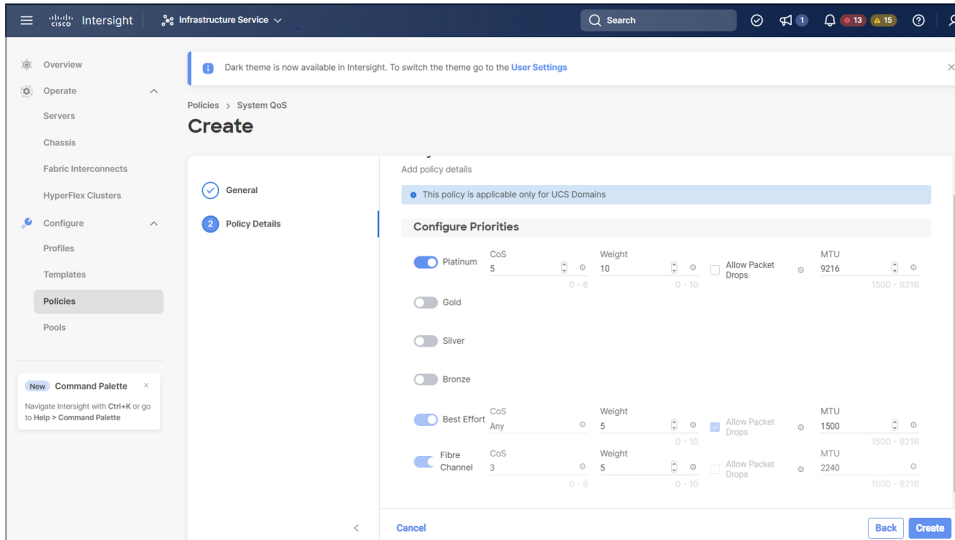 cisco Intersight Infrastructure Service Search 1 13 15
Dark theme is now available in Intersight. To switch the theme go to the User Settings
Overview
Operate
Servers
Chassis
Fabric Interconnects
HyperFlex Clusters
Configure
Profiles
Templates
Policies
Pools
New Command Palette
Navigate Intersight with Ctrl+K or go
to Help > Command Palette
Policies > System QoS
Create
General
2 Policy Details
Add policy details
This policy is applicable only for UCS Domains
Configure Priorities
Platinum CoS 5 0 - 6 Weight 10 0 - 10 Allow Packet Drops MTU 9216 1500 - 9216
Gold
Silver
Bronze
Best Effort CoS Any Weight 5 0 - 10 Allow Packet Drops MTU 1500 1500 - 9216
Fibre Channel CoS 3 0 - 6 Weight 5 0 - 10 Allow Packet Drops MTU 2240 1500 - 9216
Cancel Back Create